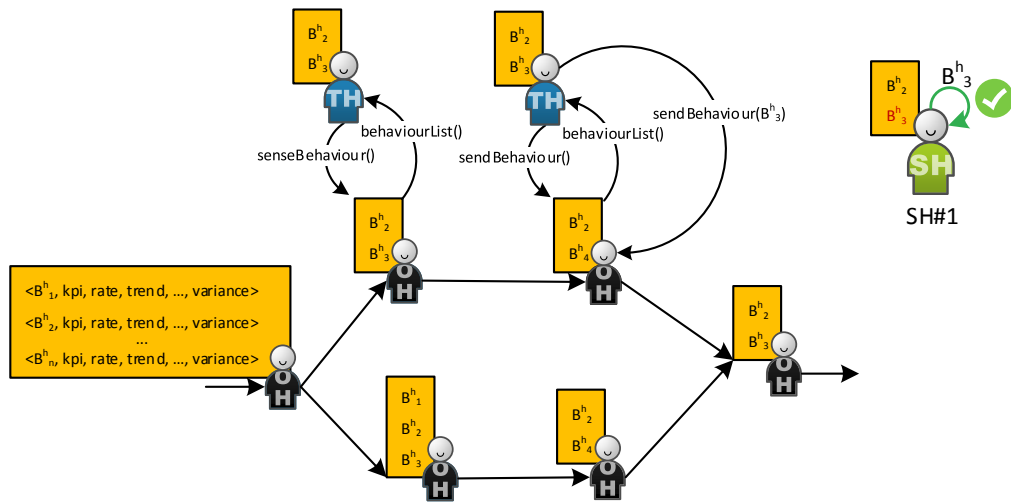 B^h_2
B^h_3
TH
senseBehaviour()
behaviourList()
B^h_2
B^h_3
OH
B^h_2
B^h_3
TH
sendBehaviour()
behaviourList()
sendBehaviour(B^h_3)
B^h_2
B^h_4
OH
B^h_2
B^h_3
B^h_3
SH
SH#1
<B^h_1, kpi, rate, trend, ..., variance>
<B^h_2, kpi, rate, trend, ..., variance>
...
<B^h_n, kpi, rate, trend, ..., variance>
OH
B^h_1
B^h_2
B^h_3
OH
B^h_2
B^h_4
OH
B^h_2
B^h_3
OH